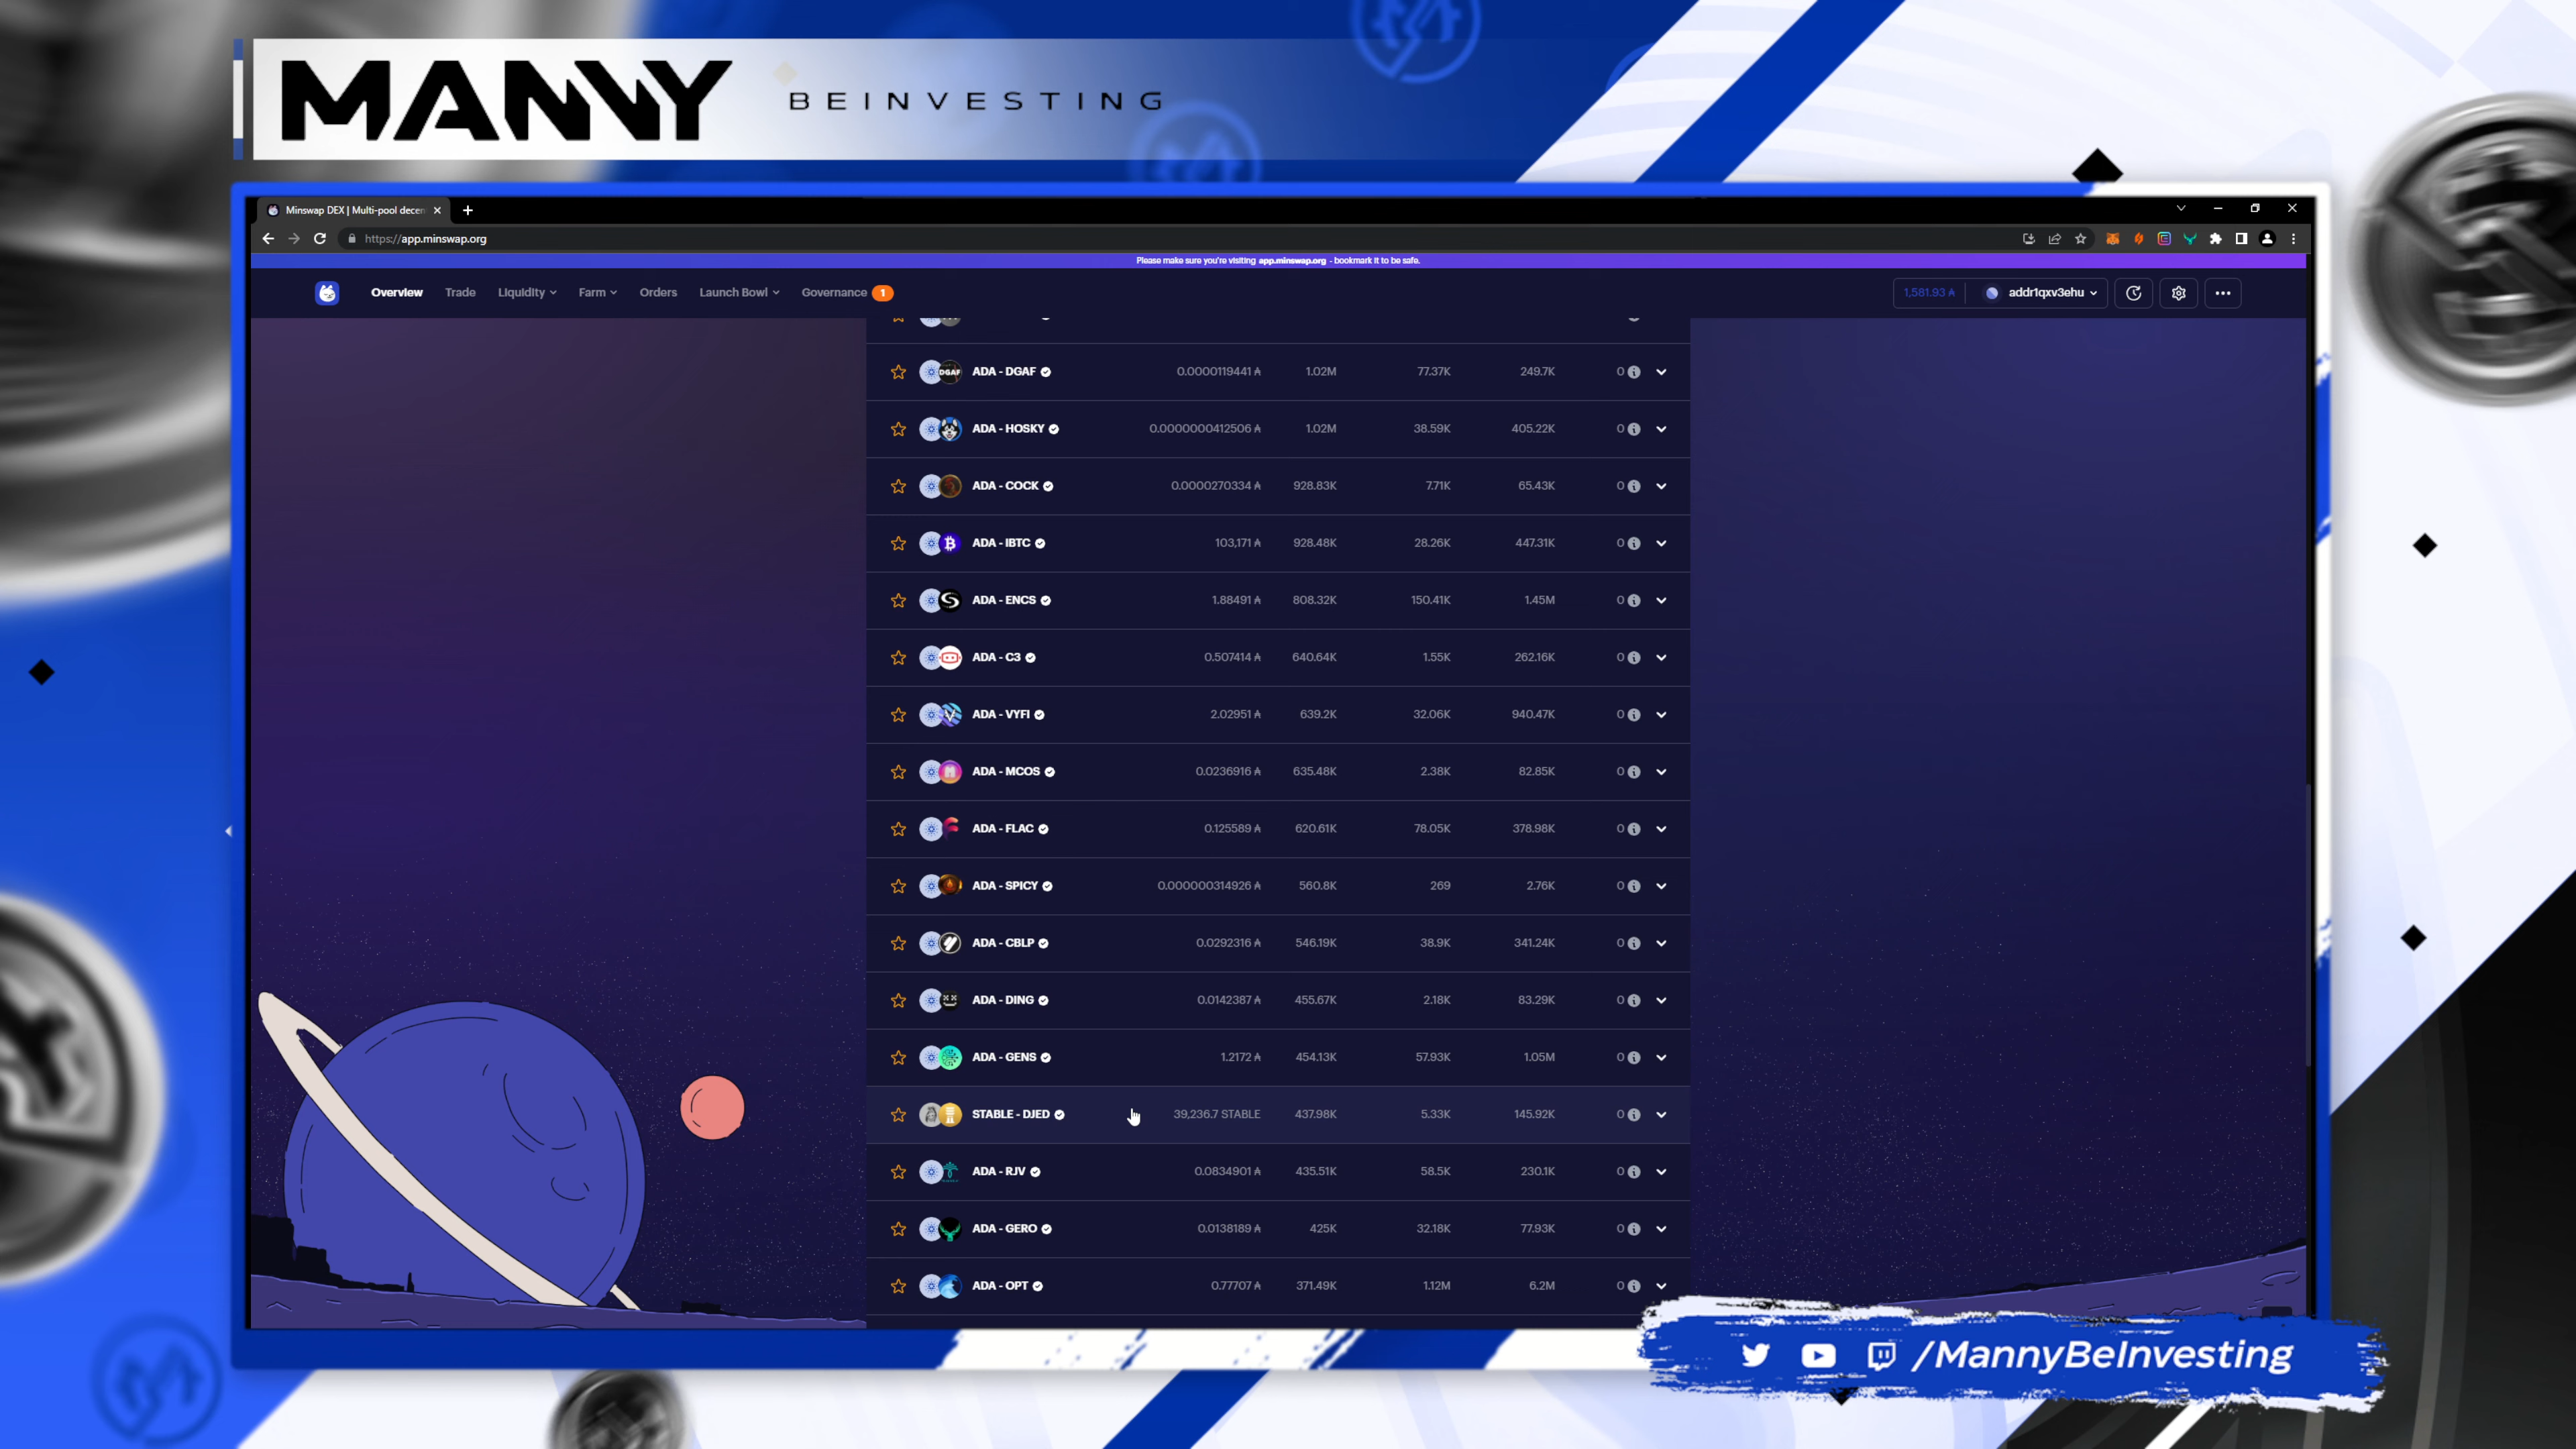 MANNY BEINVESTING
Minswap DEX | Multi-pool decen
https://app.minswap.org
Please make sure you're visiting app.minswap.org - bookmark it to be safe.
Overview Trade Liquidity Farm Orders Launch Bowl Governance 1 1,581.93 ₳ addr1qxv3ehu
ADA - DGAF 0.0000119441 ₳ 1.02M 77.37K 249.7K 0
ADA - HOSKY 0.0000000412506 ₳ 1.02M 38.59K 405.22K 0
ADA - COCK 0.0000270334 ₳ 928.83K 7.71K 65.43K 0
ADA - IBTC 103,171 ₳ 928.48K 28.26K 447.31K 0
ADA - ENCS 1.88491 ₳ 808.32K 150.41K 1.45M 0
ADA - C3 0.507414 ₳ 640.64K 1.55K 262.16K 0
ADA - VYFI 2.02951 ₳ 639.2K 32.06K 940.47K 0
ADA - MCOS 0.0236916 ₳ 635.48K 2.38K 82.85K 0
ADA - FLAC 0.125589 ₳ 620.61K 78.05K 378.98K 0
ADA - SPICY 0.000000314926 ₳ 560.8K 269 2.76K 0
ADA - CBLP 0.0292316 ₳ 546.19K 38.9K 341.24K 0
ADA - DING 0.0142387 ₳ 455.67K 2.18K 83.29K 0
ADA - GENS 1.2172 ₳ 454.13K 57.93K 1.05M 0
STABLE - DJED 39,236.7 STABLE 437.98K 5.33K 145.92K 0
ADA - RJV 0.0834901 ₳ 435.51K 58.5K 230.1K 0
ADA - GERO 0.0138189 ₳ 425K 32.18K 77.93K 0
ADA - OPT 0.77707 ₳ 371.49K 1.12M 6.2M 0
/MannyBeInvesting